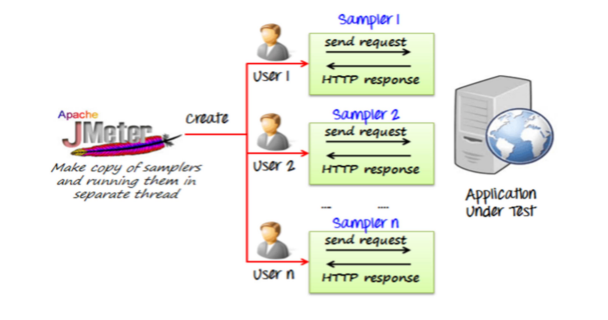 Apache
JMeter
Make copy of samplers
and running them in
separate thread
create
User 1
Sampler 1
send request
HTTP response
User 2
Sampler 2
send request
HTTP response
User n
Sampler n
send request
HTTP response
Application
Under Test